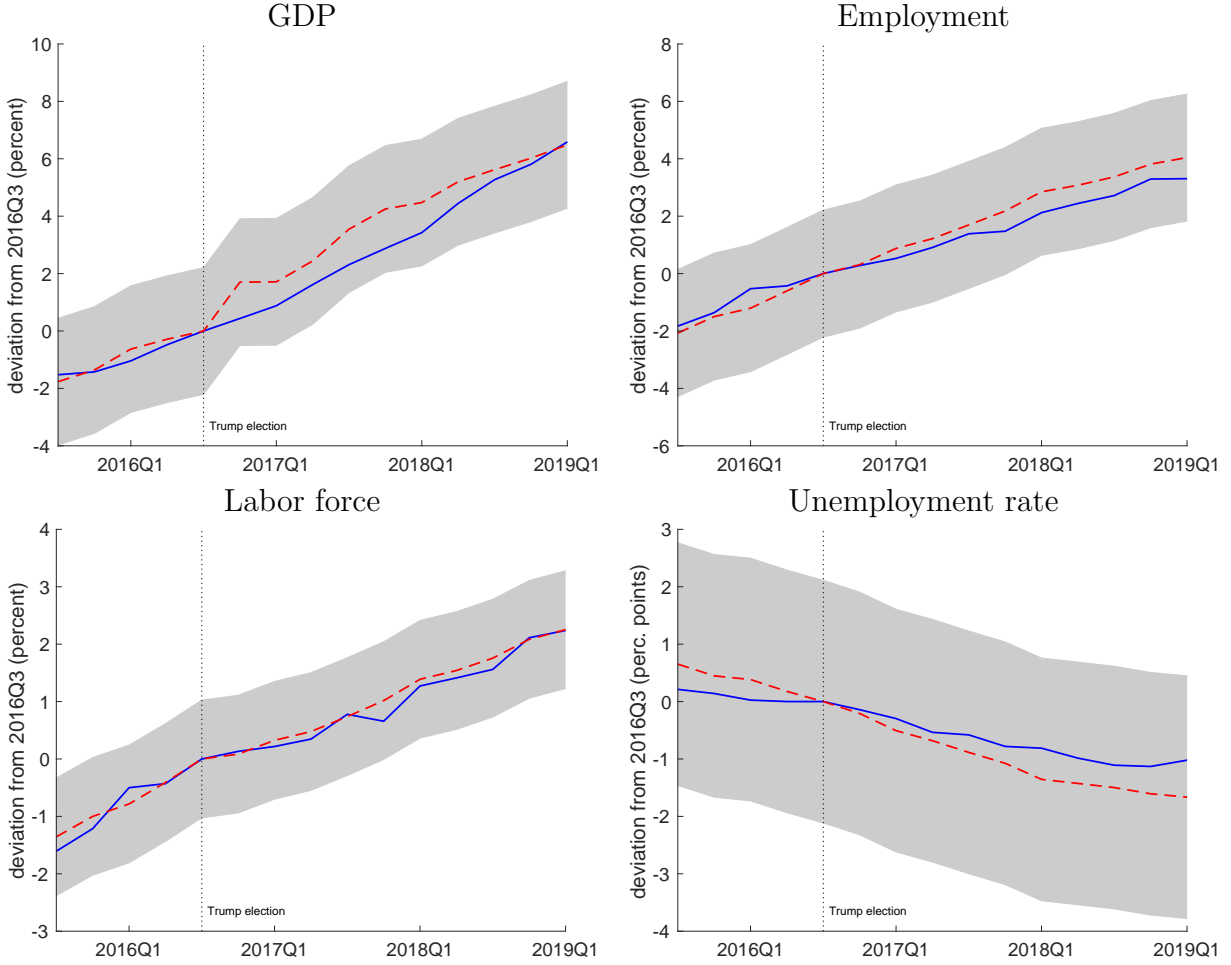 GDP
deviation from 2016Q3 (percent)
10
8
6
4
2
0
-2
-4
Trump election
2016Q1 2017Q1 2018Q1 2019Q1
Employment
deviation from 2016Q3 (percent)
8
6
4
2
0
-2
-4
-6
Trump election
2016Q1 2017Q1 2018Q1 2019Q1
Labor force
deviation from 2016Q3 (percent)
4
3
2
1
0
-1
-2
-3
Trump election
2016Q1 2017Q1 2018Q1 2019Q1
Unemployment rate
deviation from 2016Q3 (perc. points)
3
2
1
0
-1
-2
-3
-4
Trump election
2016Q1 2017Q1 2018Q1 2019Q1